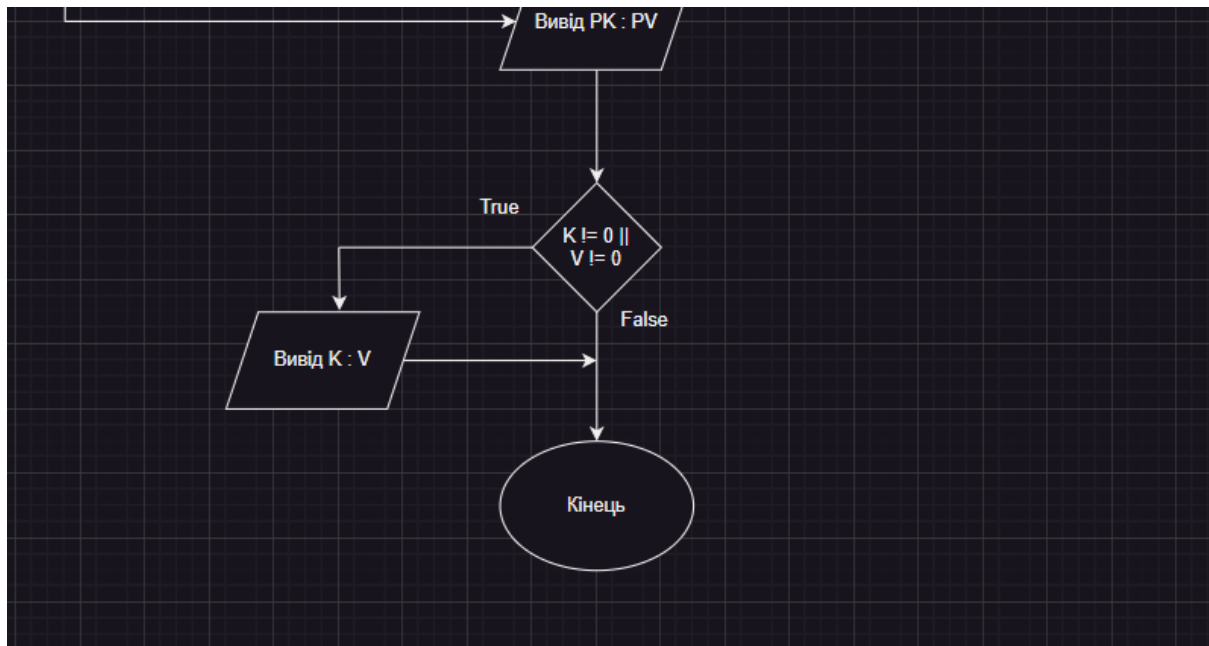 Вивід PK : PV
True
K != 0 ||
V != 0
False
Вивід K : V
Кінець